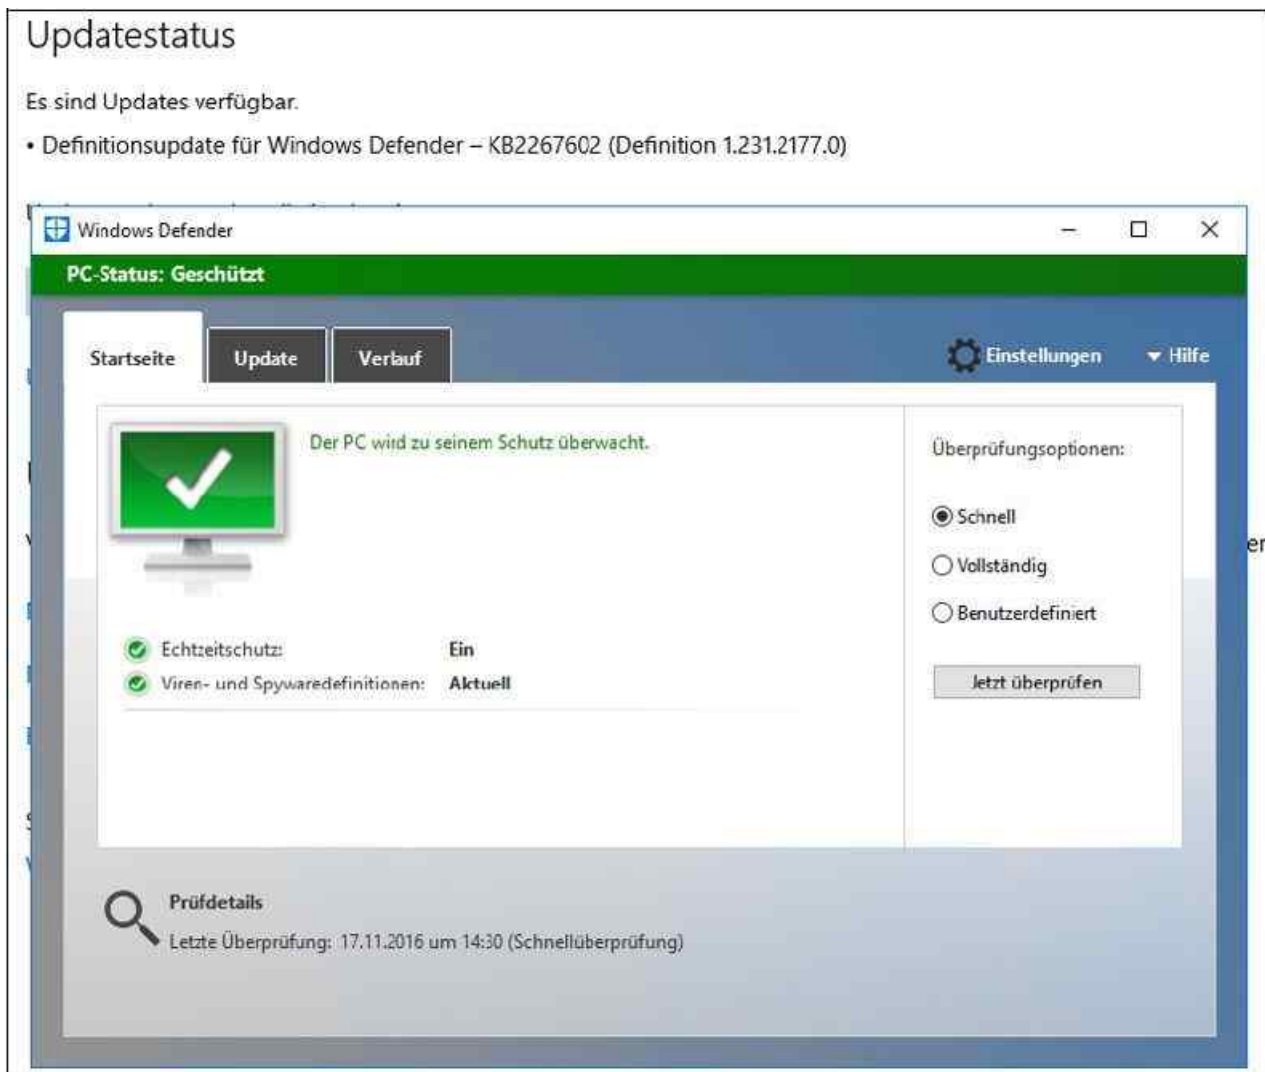 Updatestatus
Es sind Updates verfügbar.
• Definitionsupdate für Windows Defender – KB2267602 (Definition 1.231.2177.0)
Windows Defender
PC-Status: Geschützt
Startseite
Update
Verlauf
Einstellungen
Hilfe
Der PC wird zu seinem Schutz überwacht.
Überprüfungsoptionen:
Schnell
Vollständig
Benutzerdefiniert
Echtzeitschutz: Ein
Viren- und Spywaredefinitionen: Aktuell
Jetzt überprüfen
Prüfdetails
Letzte Überprüfung: 17.11.2016 um 14:30 (Schnellüberprüfung)
er